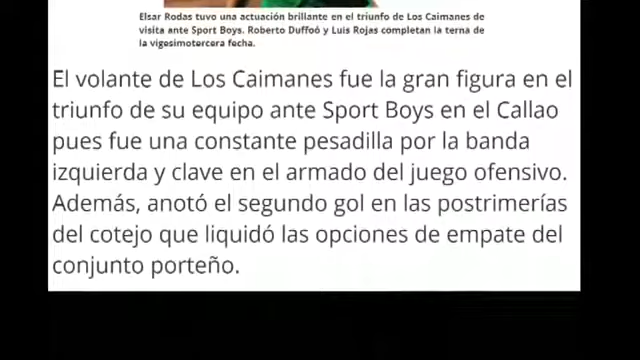 Elsar Rodas tuvo una actuación brillante en el triunfo de Los Caimanes de
visita ante Sport Boys. Roberto Duffoó y Luis Rojas completan la terna de
la vigesimotercera fecha.
El volante de Los Caimanes fue la gran figura en el
triunfo de su equipo ante Sport Boys en el Callao
pues fue una constante pesadilla por la banda
izquierda y clave en el armado del juego ofensivo.
Además, anotó el segundo gol en las postrimerías
del cotejo que liquidó las opciones de empate del
conjunto porteño.